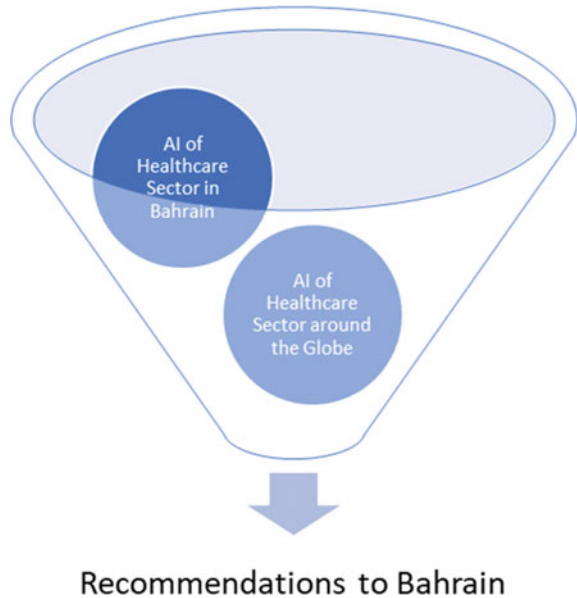 AI of
Healthcare
Sector in
Bahrain
AI of
Healthcare
Sector around
the Globe
Recommendations to Bahrain